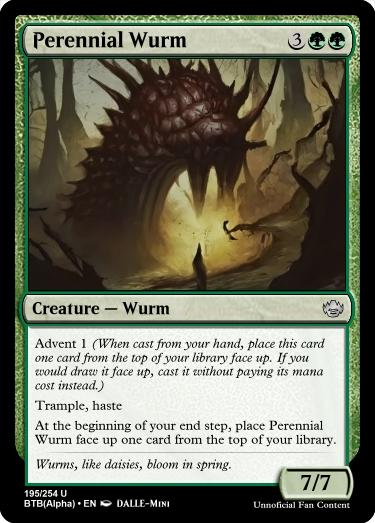 Perennial Wurm 3
Creature — Wurm
Advent 1 (When cast from your hand, place this card
one card from the top of your library face up. If you
would draw it face up, cast it without paying its mana
cost instead.)
Trample, haste
At the beginning of your end step, place Perennial
Wurm face up one card from the top of your library.
Wurms, like daisies, bloom in spring.
7/7
195/254 U
BTB(Alpha) • EN DALLE-Mini
Unnoficial Fan Content